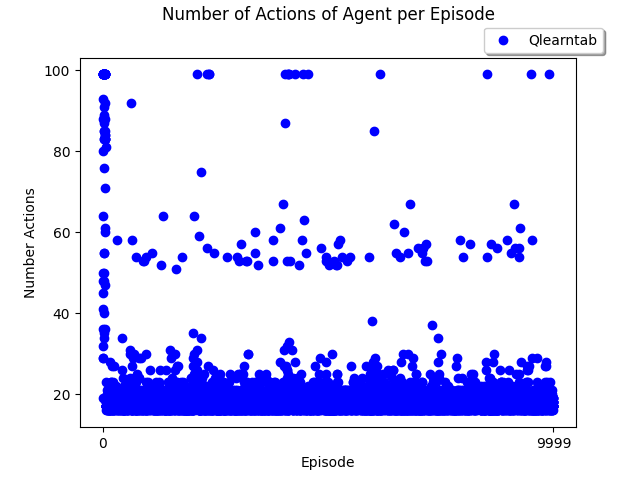 Number of Actions of Agent per Episode
Qlearntab
100
80
60
40
20
Number Actions
0
9999
Episode